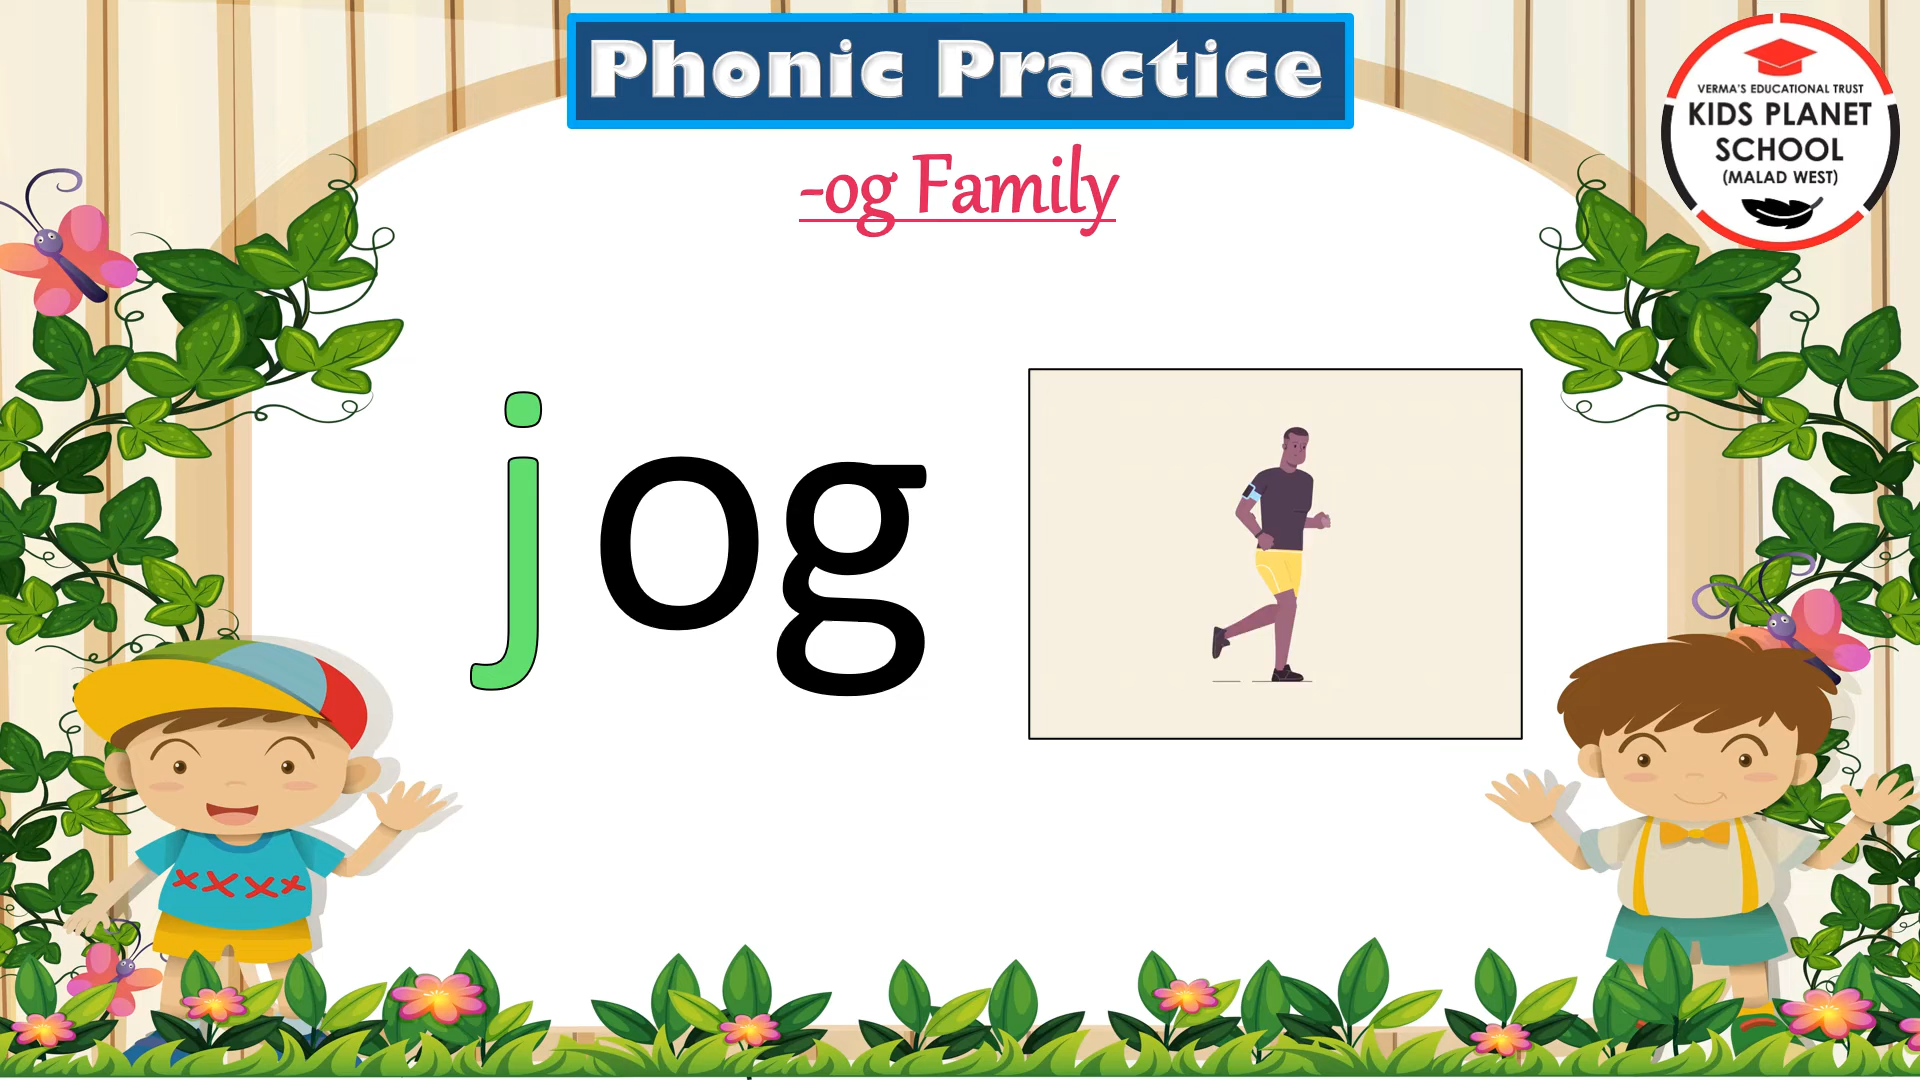 Phonic Practice
-og Family
VERMA'S EDUCATIONAL TRUST
KIDS PLANET
SCHOOL
(MALAD WEST)
jog